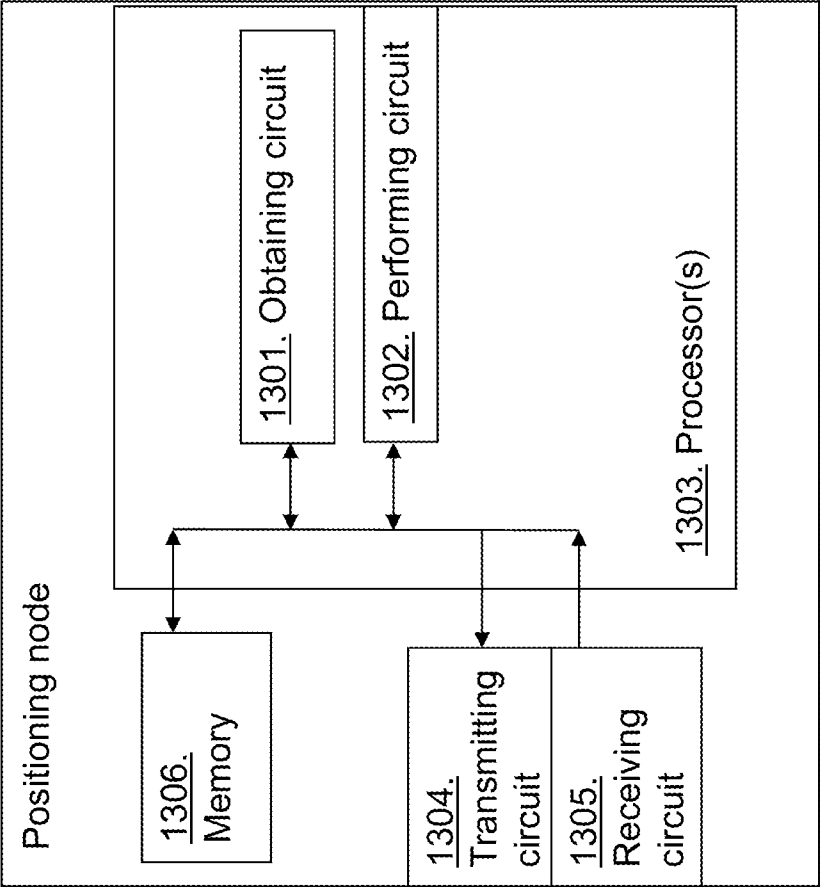 Positioning node
1306.
Memory
1304.
Transmitting
circuit
1305.
Receiving
circuit
1301. Obtaining circuit
1302. Performing circuit
1303. Processor(s)